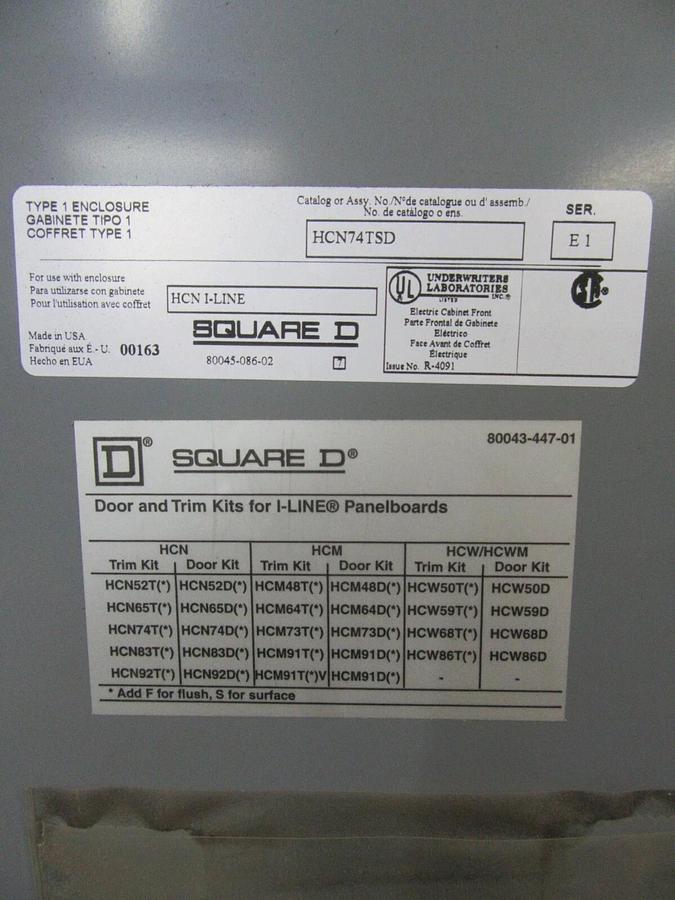 TYPE 1 ENCLOSURE
GABINETE TIPO 1
COFFRET TYPE 1
Catalog or Assy. No./N°de catalogue ou d' assemb./
No. de catálogo o ens.
HCN74TSD
SER.
E 1
For use with enclosure
Para utilizarse con gabinete
Pour l'utilisation avec coffret
HCN I-LINE
Made in USA
Fabriqué aux É.- U. 00163
Hecho en EUA
SQUARE D
80045-086-02
7
UL UNDERWRITERS
LABORATORIES
INC.®
LISTED
Electric Cabinet Front
Parte Frontal de Gabinete
Eléctrico
Face Avant de Coffret
Électrique
Issue No. R-4091
SA®
D® SQUARE D®
80043-447-01
Door and Trim Kits for I-LINE® Panelboards
HCN HCM HCW/HCWM
Trim Kit Door Kit Trim Kit Door Kit Trim Kit Door Kit
HCN52T(*) HCN52D(*) HCM48T(*) HCM48D(*) HCW50T(*) HCW50D
HCN65T(*) HCN65D(*) HCM64T(*) HCM64D(*) HCW59T(*) HCW59D
HCN74T(*) HCN74D(*) HCM73T(*) HCM73D(*) HCW68T(*) HCW68D
HCN83T(*) HCN83D(*) HCM91T(*) HCM91D(*) HCW86T(*) HCW86D
HCN92T(*) HCN92D(*) HCM91T(*)V HCM91D(*) - -
* Add F for flush, S for surface